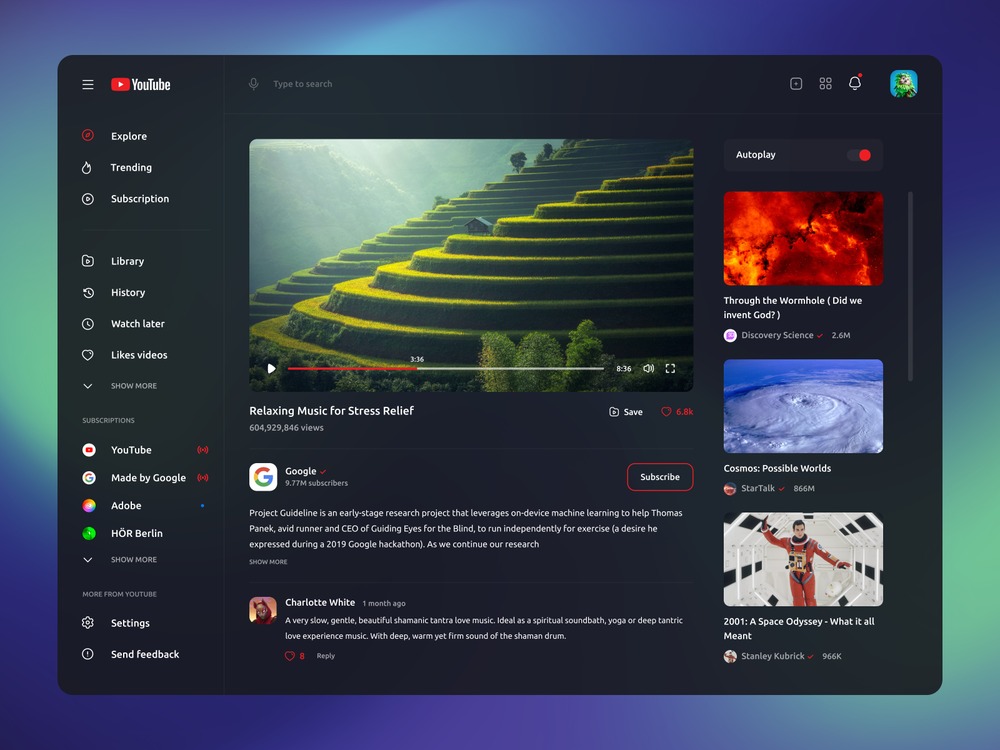 YouTube
Type to search
Explore
Trending
Subscription
Library
History
Watch later
Likes videos
SHOW MORE
SUBSCRIPTIONS
YouTube
Made by Google
Adobe
HÖR Berlin
SHOW MORE
MORE FROM YOUTUBE
Settings
Send feedback
3:36
8:36
Relaxing Music for Stress Relief
604,929,846 views
Save
6.8k
Google
9.77M subscribers
Subscribe
Project Guideline is an early-stage research project that leverages on-device machine learning to help Thomas
Panek, avid runner and CEO of Guiding Eyes for the Blind, to run independently for exercise (a desire he
expressed during a 2019 Google hackathon). As we continue our research
SHOW MORE
Charlotte White 1 month ago
A very slow, gentle, beautiful shamanic tantra love music. Ideal as a spiritual soundbath, yoga or deep tantric
love experience music. With deep, warm yet firm sound of the shaman drum.
8 Reply
Autoplay
Through the Wormhole ( Did we
invent God? )
Discovery Science 2.6M
Cosmos: Possible Worlds
StarTalk 866M
2001: A Space Odyssey - What it all
Meant
Stanley Kubrick 966K